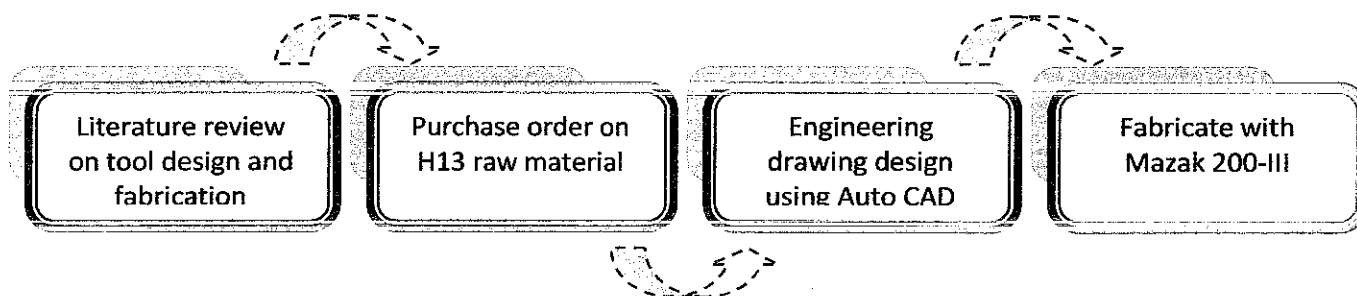 Literature review
on tool design and
fabrication
Purchase order on
H13 raw material
Engineering
drawing design
using Auto CAD
Fabricate with
Mazak 200-III